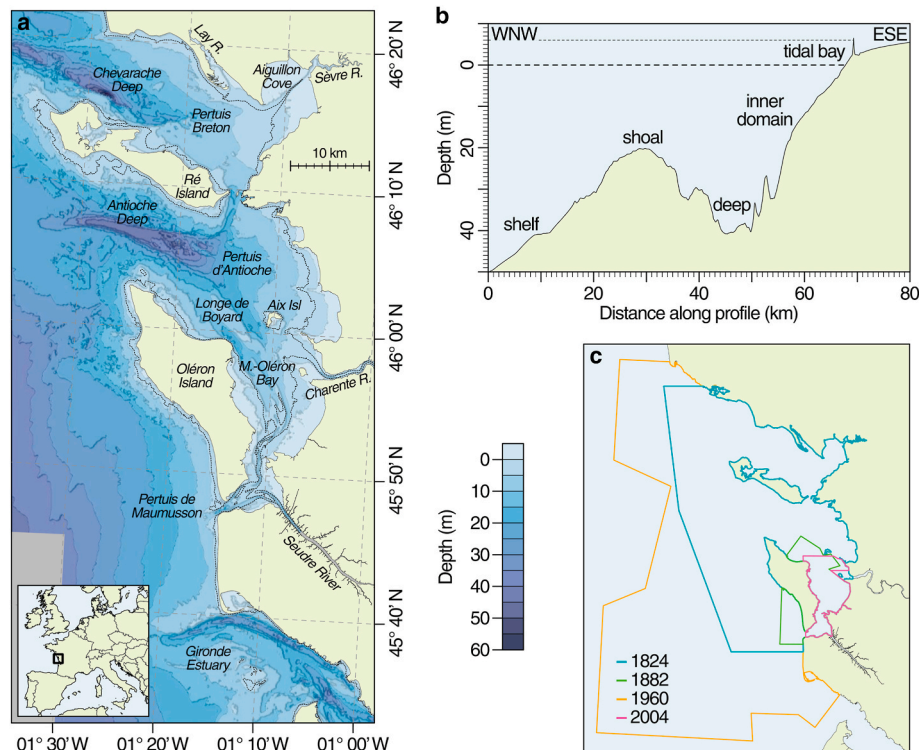 a
Lay R.
Chevarache
Deep
Aiguillon
Cove
Sèvre R.
Pertuis
Breton
10 km
Ré
Island
Antioche
Deep
Pertuis
d'Antioche
Longe de
Boyard
Aix Isl
Oléron
Island
M.-Oléron
Bay
Charente R.
Pertuis de
Maumusson
Seudre River
Gironde
Estuary
46° 20'N
46° 10'N
46° 00'N
45° 50'N
45° 40'N
01° 30'W
01° 20'W
01° 10'W
01° 00'W
Depth (m)
0
10
20
30
40
50
60
b
WNW
ESE
tidal bay
inner
domain
shoal
deep
shelf
Depth (m)
0
20
40
0
20
40
60
80
Distance along profile (km)
c
1824
1882
1960
2004